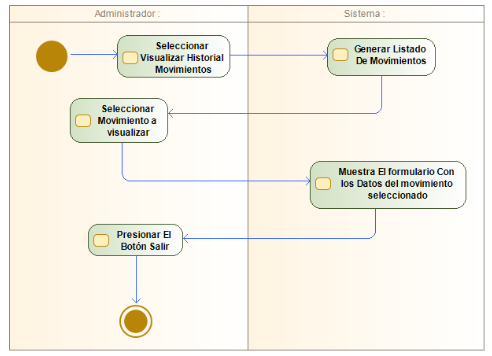 Administrador :
Sistema :
Seleccionar
Visualizar Historial
Movimientos
Generar Listado
De Movimientos
Seleccionar
Movimiento a
visualizar
Muestra El formulario Con
los Datos del movimiento
seleccionado
Presionar El
Botón Salir